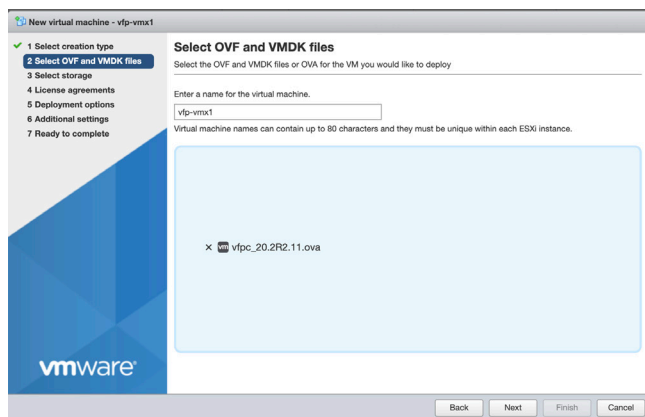 New virtual machine - vfp-vmx1
1 Select creation type
2 Select OVF and VMDK files
3 Select storage
4 License agreements
5 Deployment options
6 Additional settings
7 Ready to complete
Select OVF and VMDK files
Select the OVF and VMDK files or OVA for the VM you would like to deploy
Enter a name for the virtual machine.
vfp-vmx1
Virtual machine names can contain up to 80 characters and they must be unique within each ESXi instance.
× vm vfpc_20.2R2.11.ova
vmware®
Back Next Finish Cancel